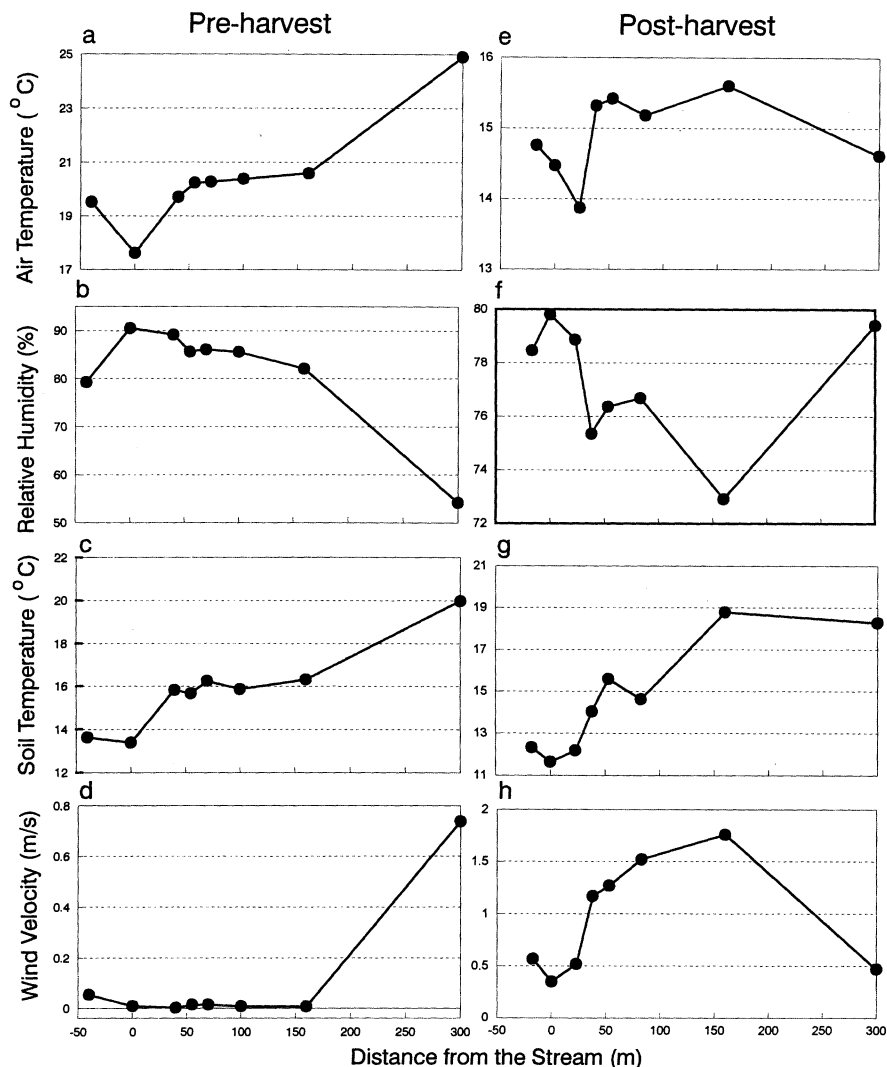 Pre-harvest
Post-harvest
a
Air Temperature (°C)
25
23
21
19
17
e
16
15
14
13
b
Relative Humidity (%)
90
80
70
60
50
f
80
78
76
74
72
c
Soil Temperature (°C)
22
20
18
16
14
12
g
21
19
17
15
13
11
d
Wind Velocity (m/s)
0.8
0.6
0.4
0.2
0
-50 0 50 100 150 200 250 300
h
2
1.5
1
0.5
0
-50 0 50 100 150 200 250 300
Distance from the Stream (m)